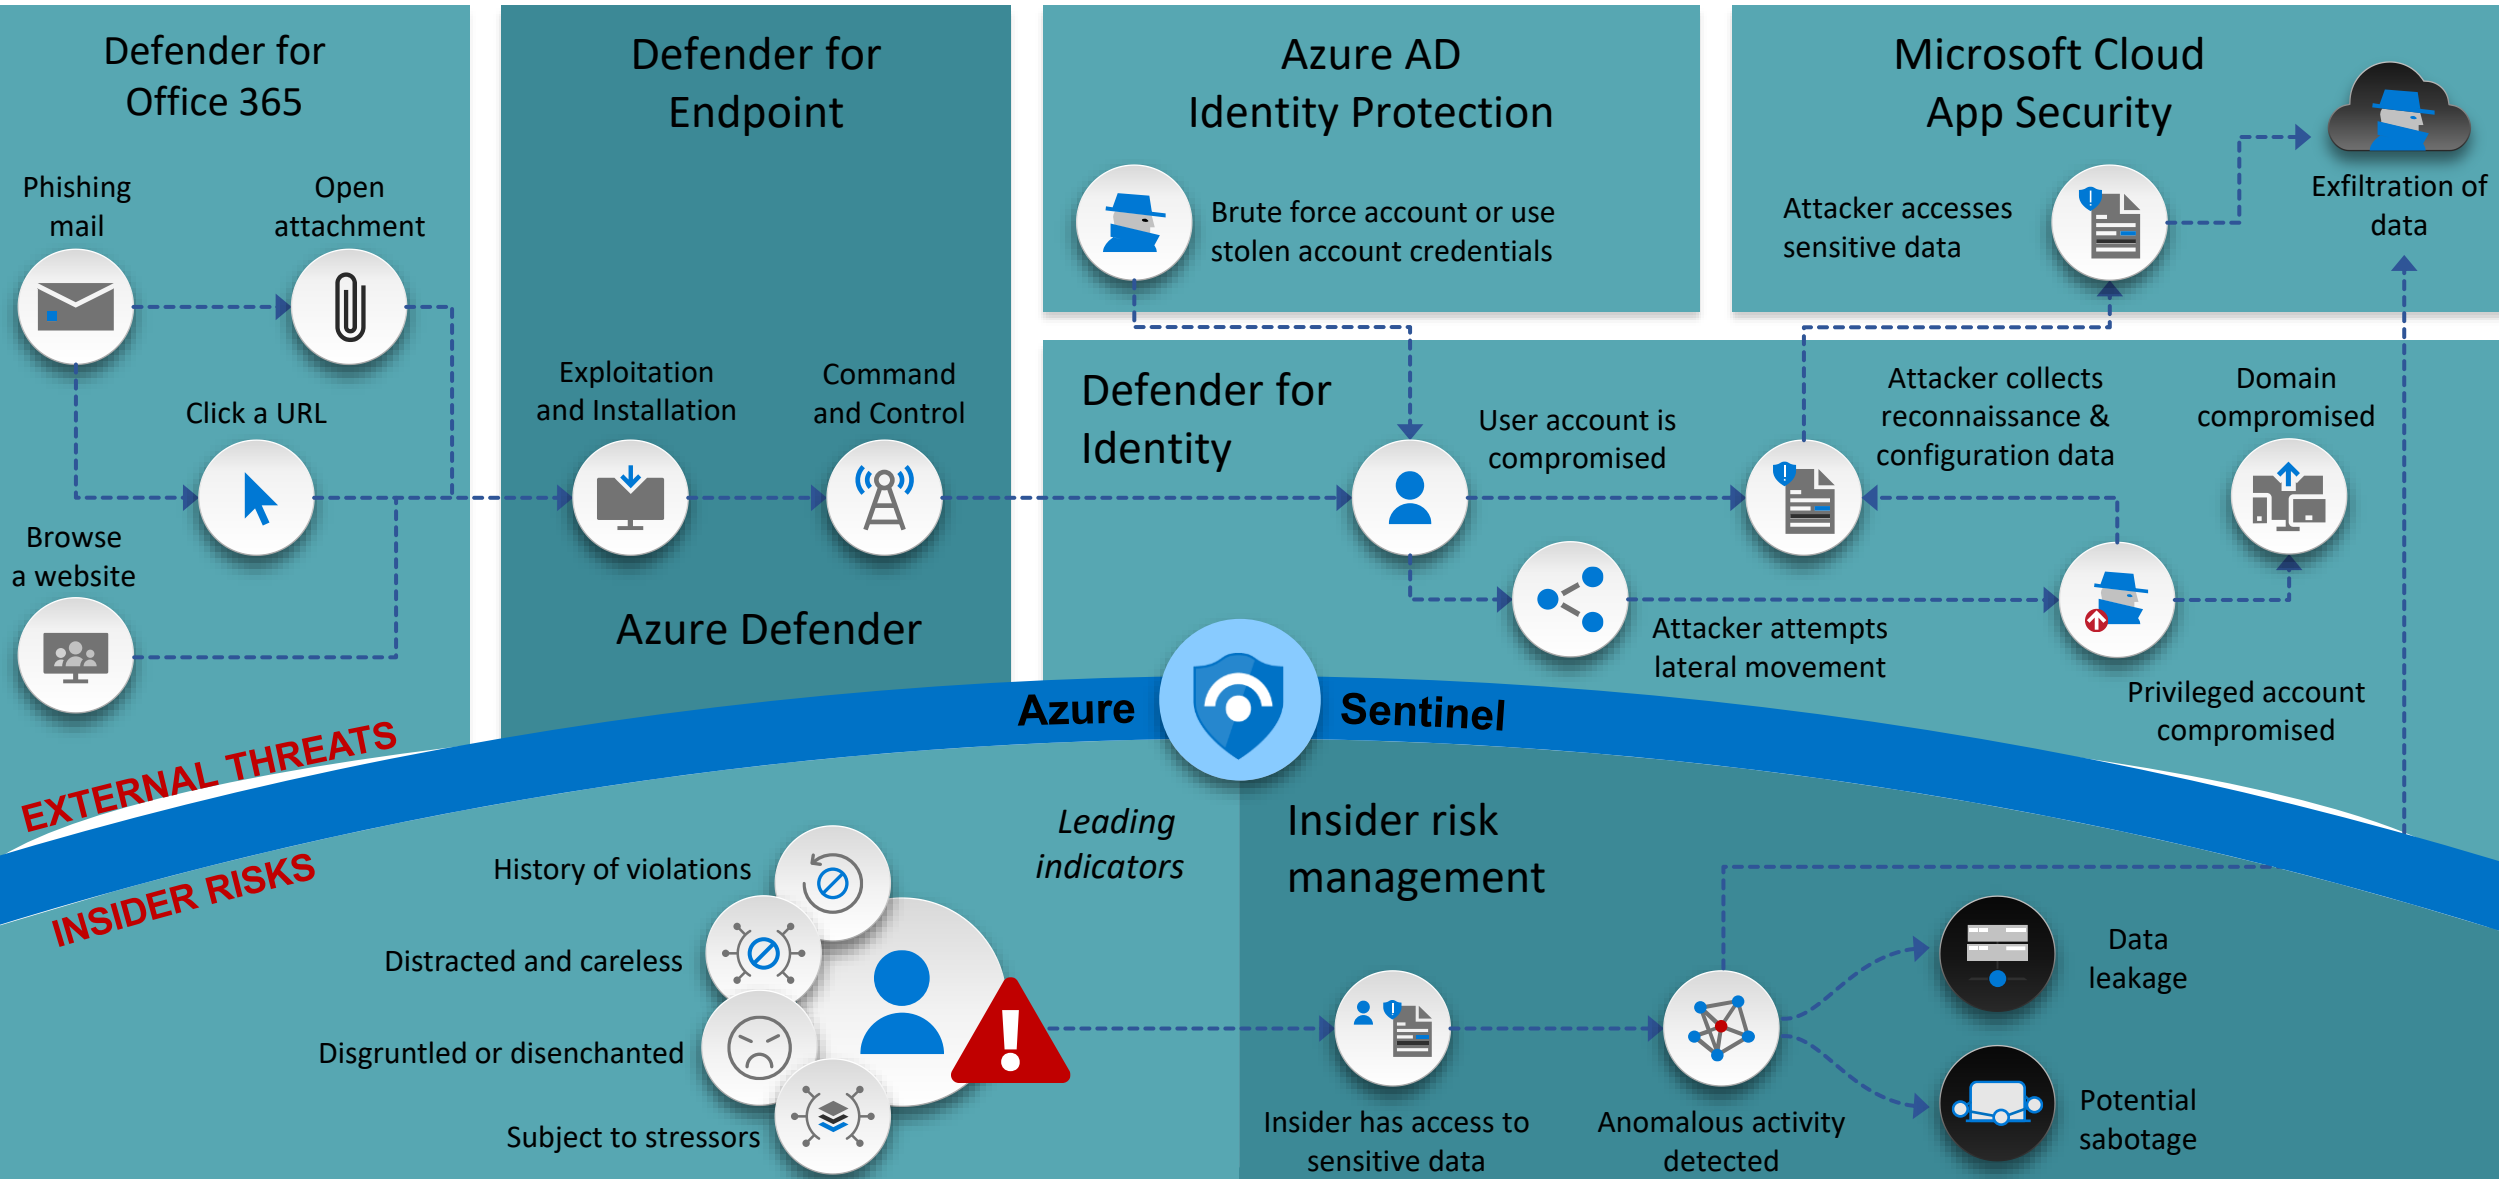 Defender for
Office 365
Phishing
mail
Open
attachment
Click a URL
Browse
a website
Defender for
Endpoint
Exploitation
and Installation
Command
and Control
Azure Defender
Azure AD
Identity Protection
Brute force account or use
stolen account credentials
Microsoft Cloud
App Security
Attacker accesses
sensitive data
Exfiltration of
data
Defender for
Identity
User account is
compromised
Attacker collects
reconnaissance &
configuration data
Domain
compromised
Attacker attempts
lateral movement
Privileged account
compromised
Azure Sentinel
EXTERNAL THREATS
INSIDER RISKS
Leading
indicators
History of violations
Distracted and careless
Disgruntled or disenchanted
Subject to stressors
Insider risk
management
Insider has access to
sensitive data
Anomalous activity
detected
Data
leakage
Potential
sabotage